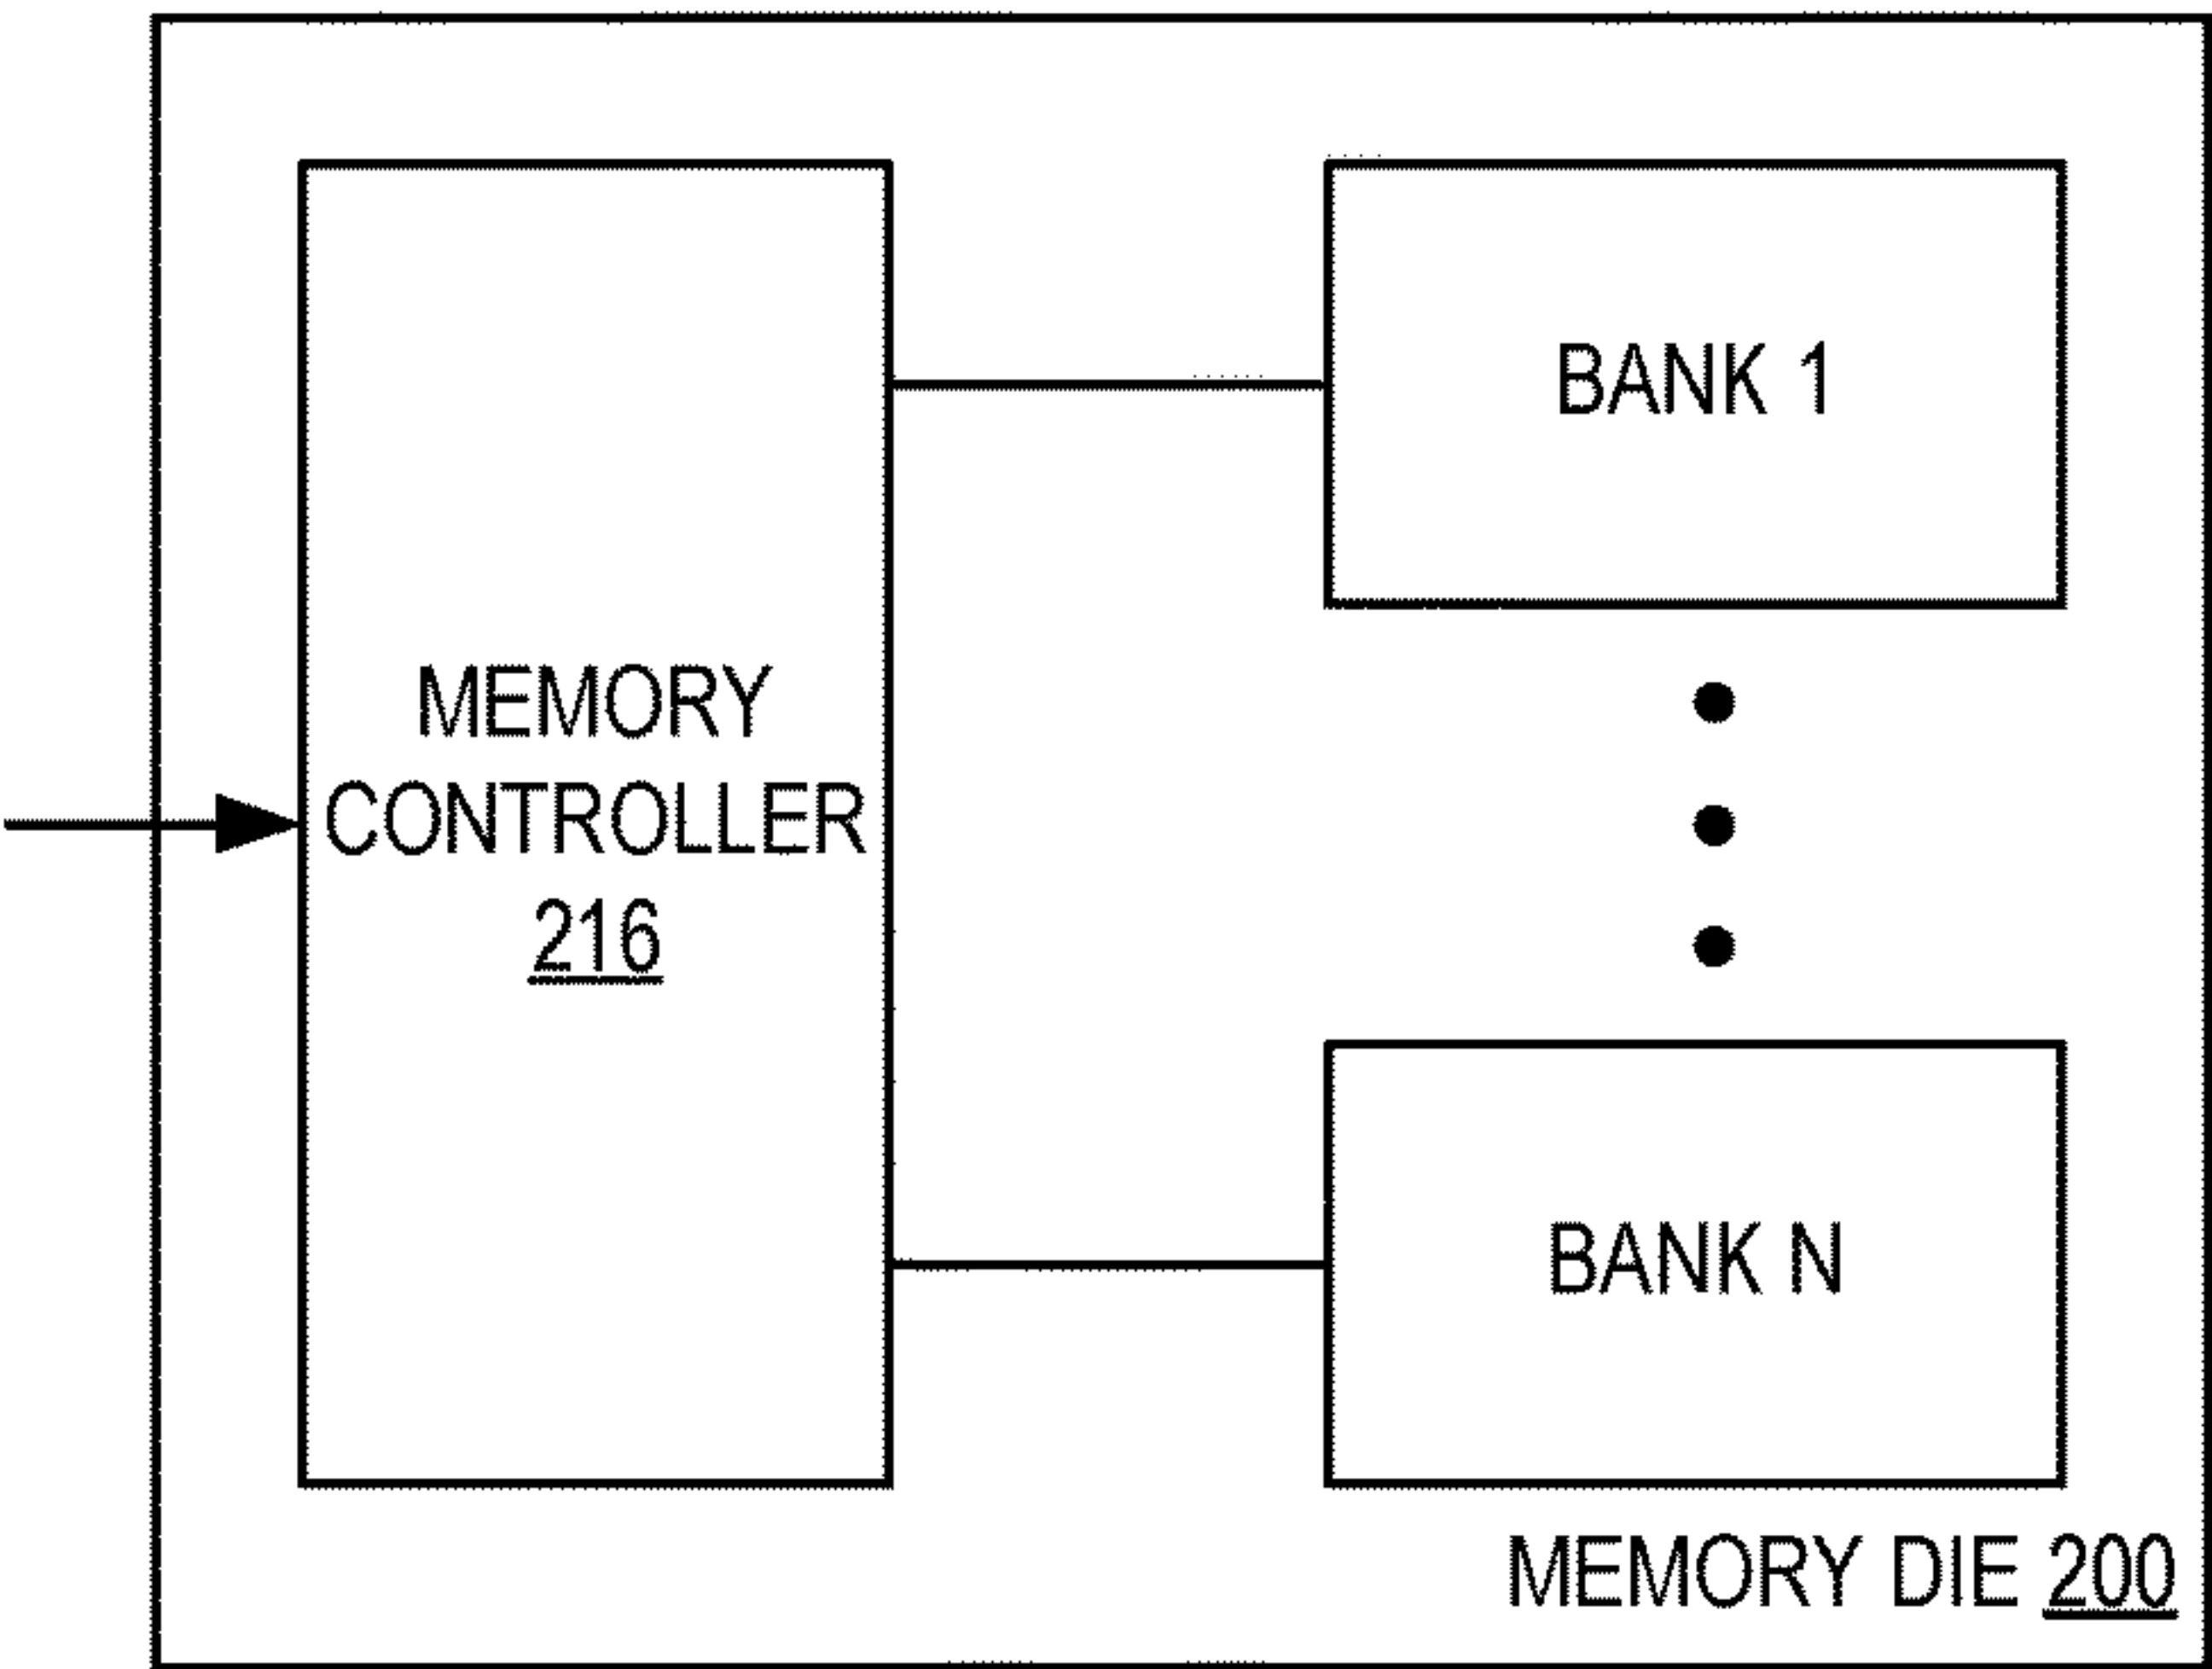 MEMORY
CONTROLLER
216
BANK 1
BANK N
MEMORY DIE 200